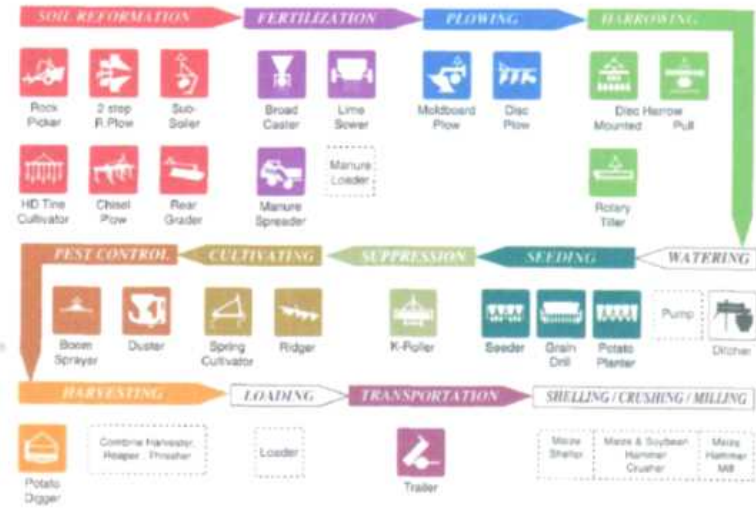 SOIL REFORMATION
FERTILIZATION
PLOWING
HARROWING
Rock
Picker
2 step
R.Plow
Sub-
Soiler
Broad
Caster
Lime
Sower
Moldboard
Plow
Disc
Plow
Disc Harrow
Mounted Pull
HD Tine
Cultivator
Chisel
Plow
Rear
Grader
Manure
Spreader
Manure
Loader
Rotary
Tiller
PEST CONTROL
CULTIVATING
SUPPRESSION
SEEDING
WATERING
Boom
Sprayer
Duster
Spring
Cultivator
Ridger
K-Roller
Seeder
Grain
Drill
Potato
Planter
Pump
Ditcher
HARVESTING
LOADING
TRANSPORTATION
SHELLING / CRUSHING / MILLING
Potato
Digger
Combine Harvester,
Reaper, Thresher
Loader
Trailer
Maize
Sheller
Maize & Soybean
Hammer
Crusher
Maize
Hammer
Mill